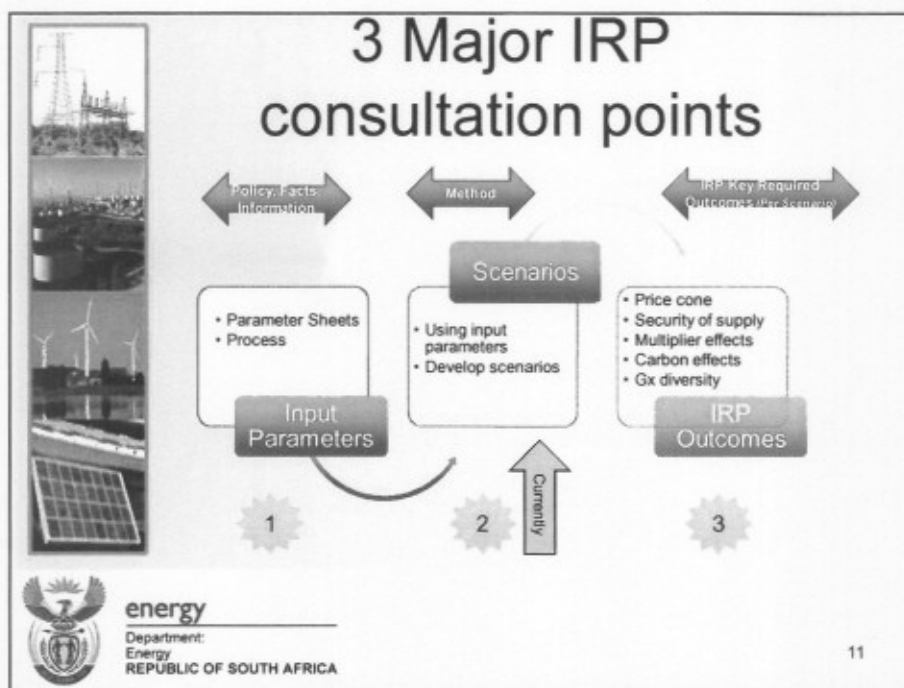 3 Major IRP
consultation points
Policy, Facts
Information
Method
IRP Key Required
Outcomes (Per Scenario)
• Parameter Sheets
• Process
Input
Parameters
Scenarios
• Using input
parameters
• Develop scenarios
• Price cone
• Security of supply
• Multiplier effects
• Carbon effects
• Gx diversity
IRP
Outcomes
1
2
Currently
3
energy
Department:
Energy
REPUBLIC OF SOUTH AFRICA
11